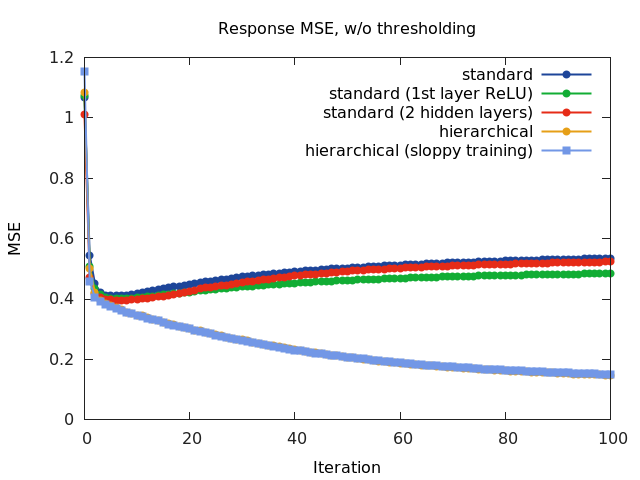 Response MSE, w/o thresholding
1.2
1
0.8
0.6
0.4
0.2
0
MSE
standard
standard (1st layer ReLU)
standard (2 hidden layers)
hierarchical
hierarchical (sloppy training)
0 20 40 60 80 100
Iteration